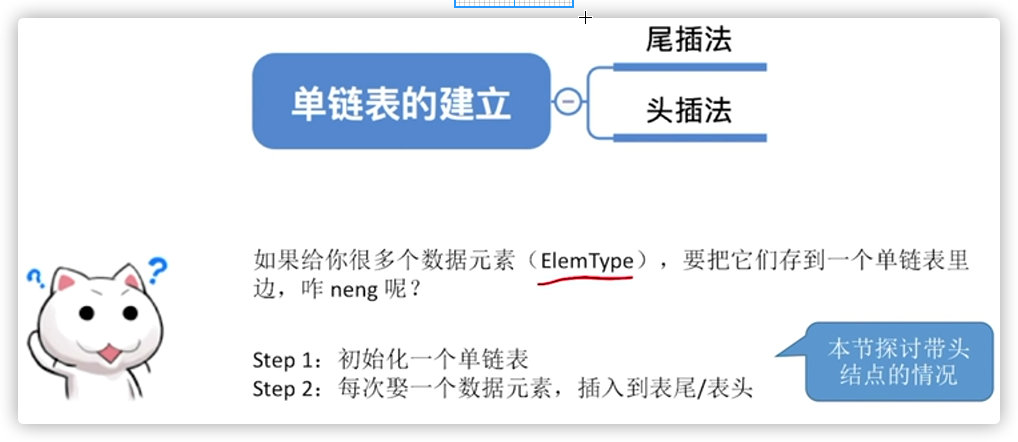 尾插法
单链表的建立
头插法
如果给你很多个数据元素（ElemType），要把它们存到一个单链表里
边，咋 neng 呢？
Step 1：初始化一个单链表
Step 2：每次娶一个数据元素，插入到表尾/表头
本节探讨带头
结点的情况